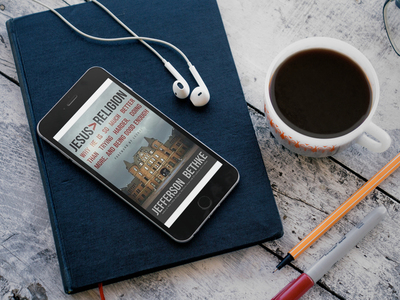 JESUS>RELIGION
WHY HE IS SO MUCH BETTER
THAN TRYING HARDER, DOING
MORE, AND BEING GOOD ENOUGH
JEFFERSON BETHKE